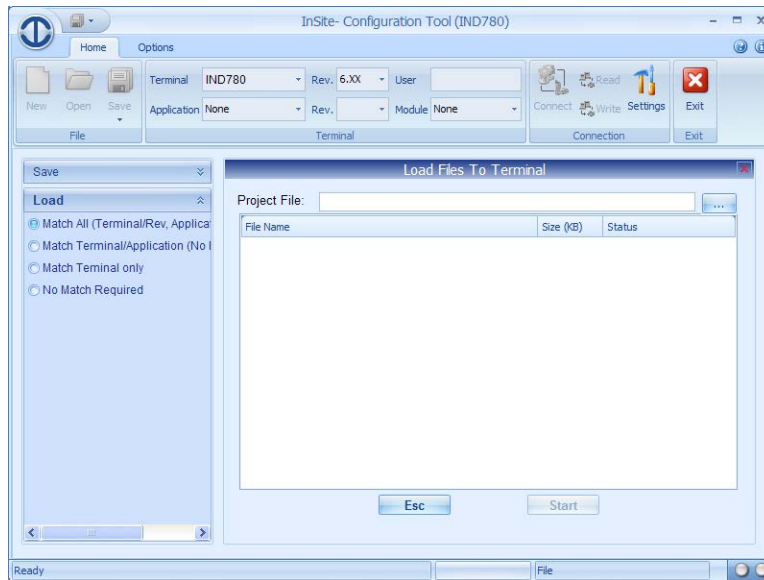 InSite- Configuration Tool (IND780)
Home Options
Terminal IND780 Rev. 6.XX User
New Open Save Application None Rev. Module None Connect Read Write Settings Exit
File Terminal Connection Exit
Save
Load
Match All (Terminal/Rev, Applica
Match Terminal/Application (No
Match Teminal only
No Match Required
Load Files To Terminal
Project File: ...
File Name Size (KB) Status
Esc Start
Ready File